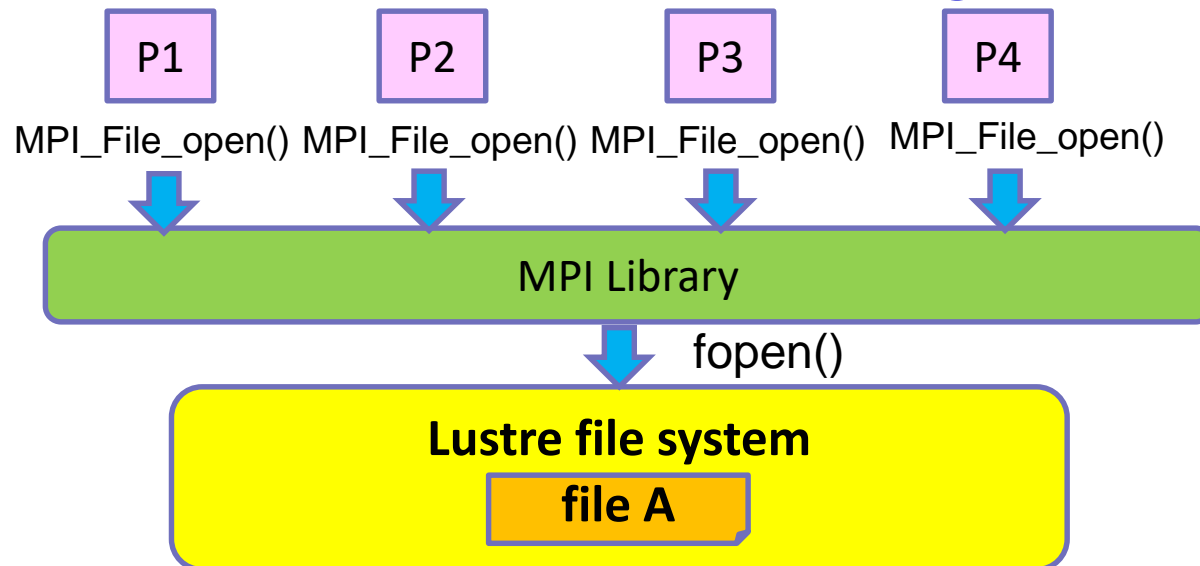 P1 P2 P3 P4
MPI_File_open() MPI_File_open() MPI_File_open() MPI_File_open()
MPI Library
fopen()
Lustre file system
file A